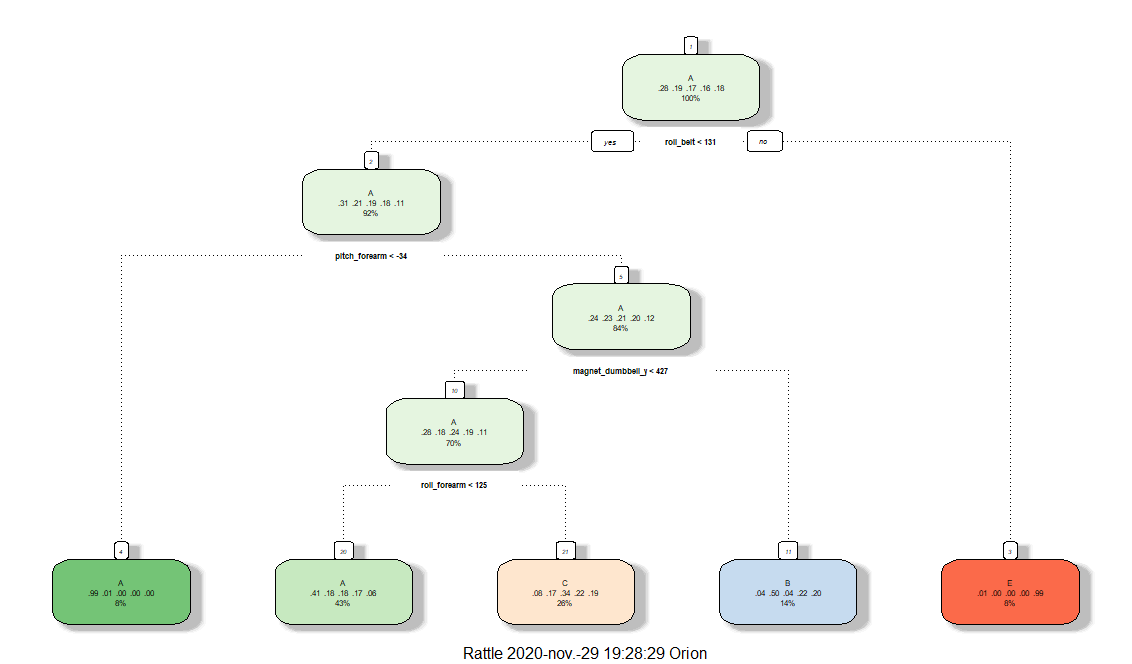 1
A
.28 .19 .17 .16 .18
100%
yes
roll_belt < 131
no
2
A
.31 .21 .19 .18 .11
92%
pitch_forearm < -34
5
A
.24 .23 .21 .20 .12
84%
magnet_dumbbell_y < 427
10
A
.28 .18 .24 .19 .11
70%
roll_forearm < 125
4
A
.99 .01 .00 .00 .00
8%
20
A
.41 .18 .18 .17 .06
43%
21
C
.08 .17 .34 .22 .19
26%
11
B
.04 .50 .04 .22 .20
14%
3
E
.01 .00 .00 .00 .99
8%
Rattle 2020-nov.-29 19:28:29 Orion